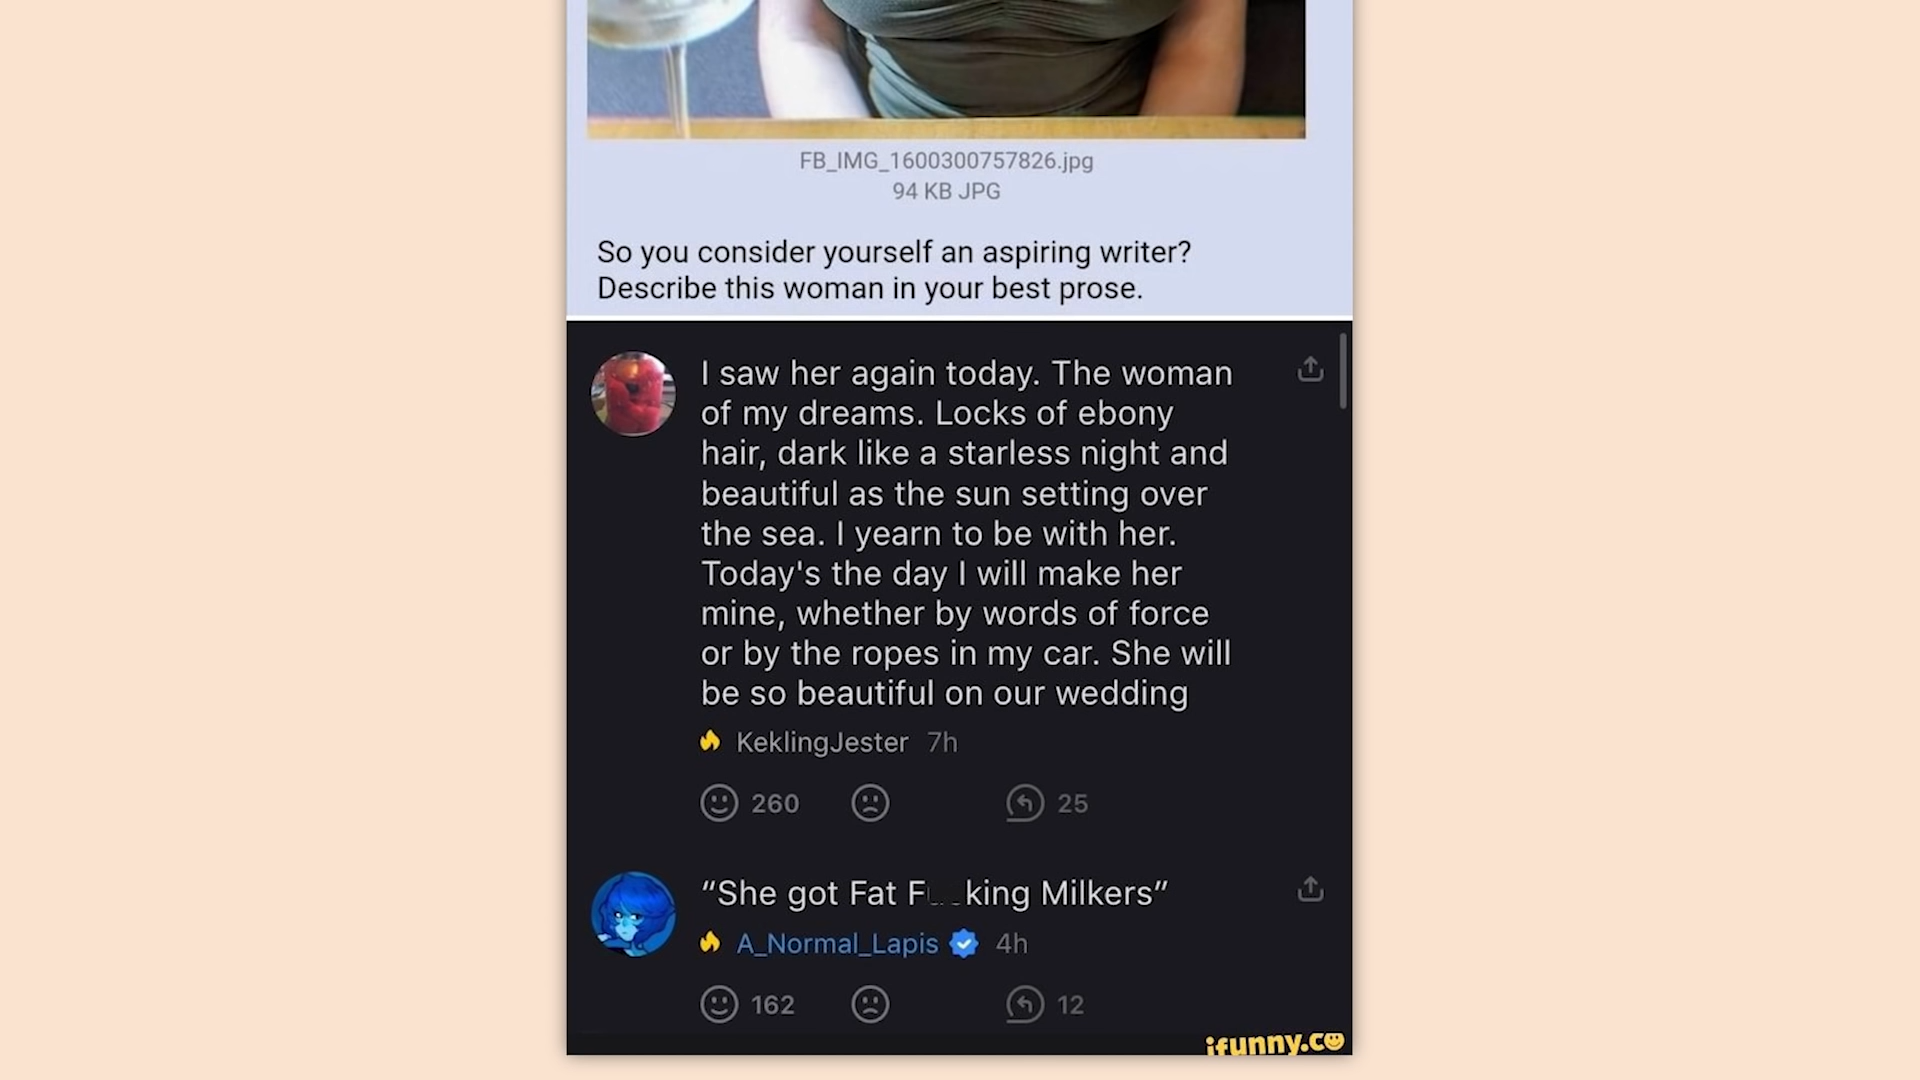 FB_IMG_1600300757826.jpg
94 KB JPG
So you consider yourself an aspiring writer?
Describe this woman in your best prose.
I saw her again today. The woman
of my dreams. Locks of ebony
hair, dark like a starless night and
beautiful as the sun setting over
the sea. I yearn to be with her.
Today's the day I will make her
mine, whether by words of force
or by the ropes in my car. She will
be so beautiful on our wedding
KeklingJester 7h
260 25
“She got Fat F king Milkers”
A_Normal_Lapis 4h
162 12
ifunny.co